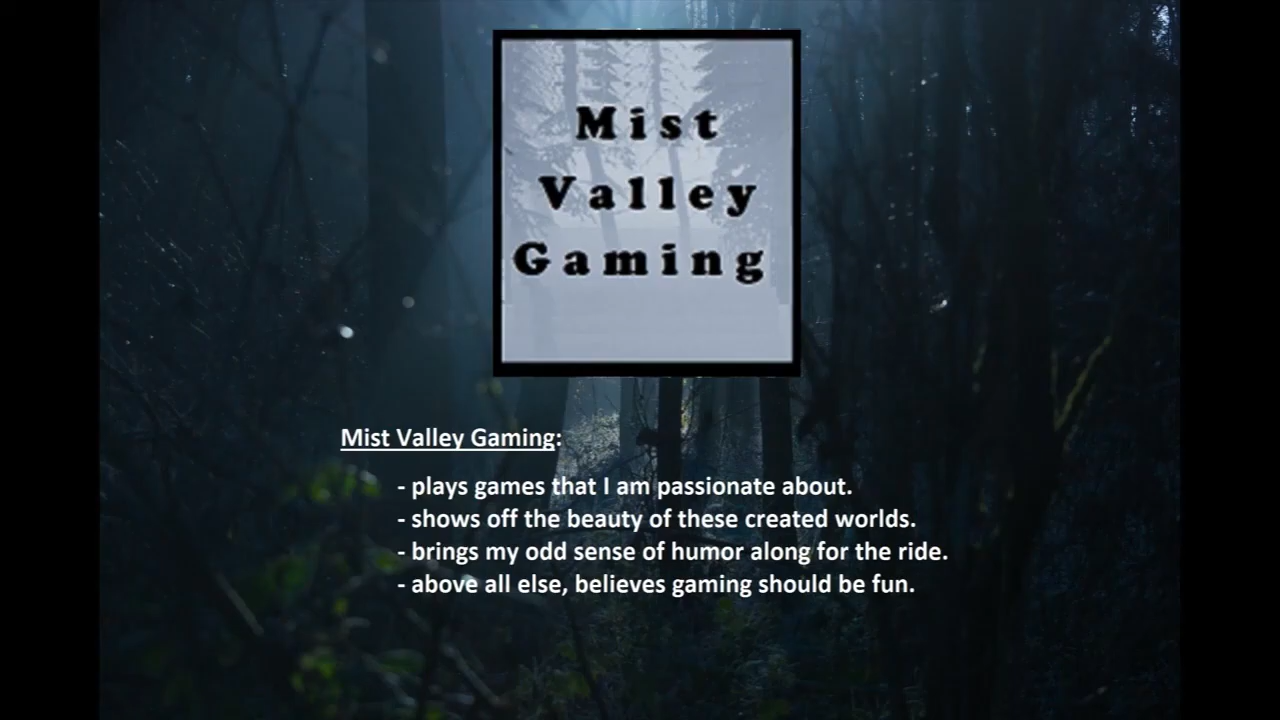 Mist
Valley
Gaming
Mist Valley Gaming:
- plays games that I am passionate about.
- shows off the beauty of these created worlds.
- brings my odd sense of humor along for the ride.
- above all else, believes gaming should be fun.